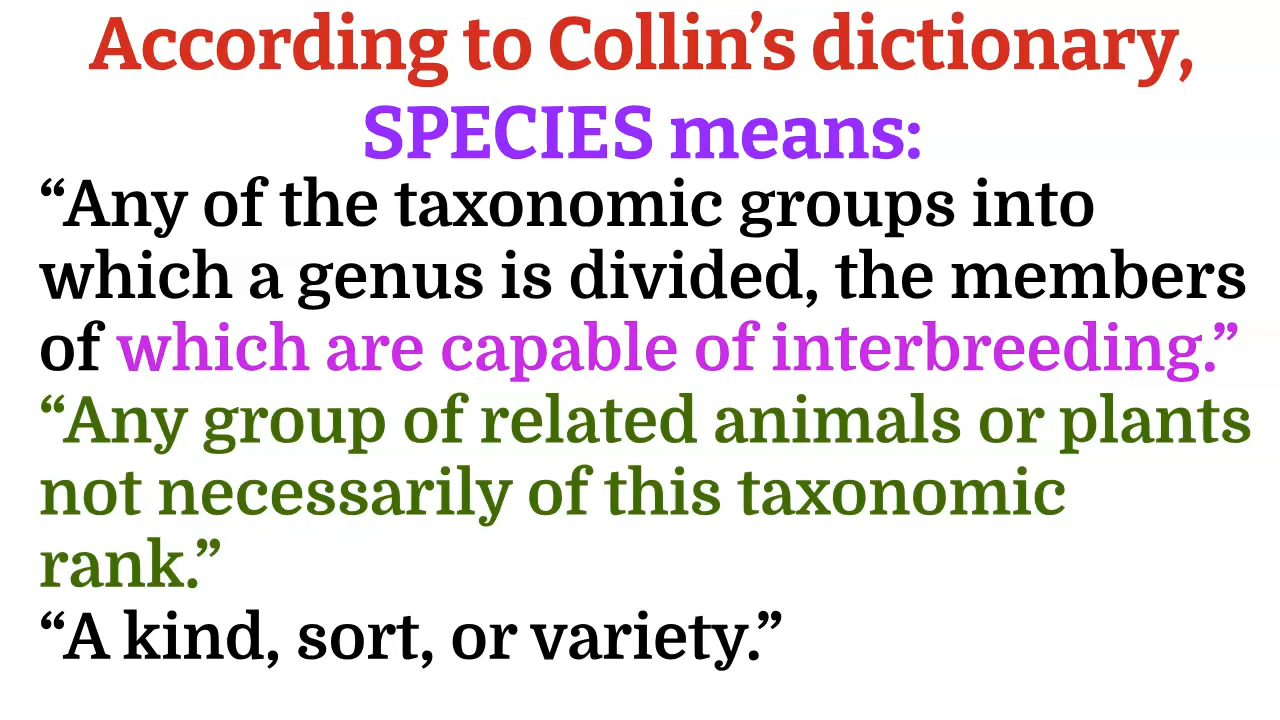 According to Collin’s dictionary,
SPECIES means:
“Any of the taxonomic groups into
which a genus is divided, the members
of which are capable of interbreeding.”
“Any group of related animals or plants
not necessarily of this taxonomic
rank.”
“A kind, sort, or variety.”